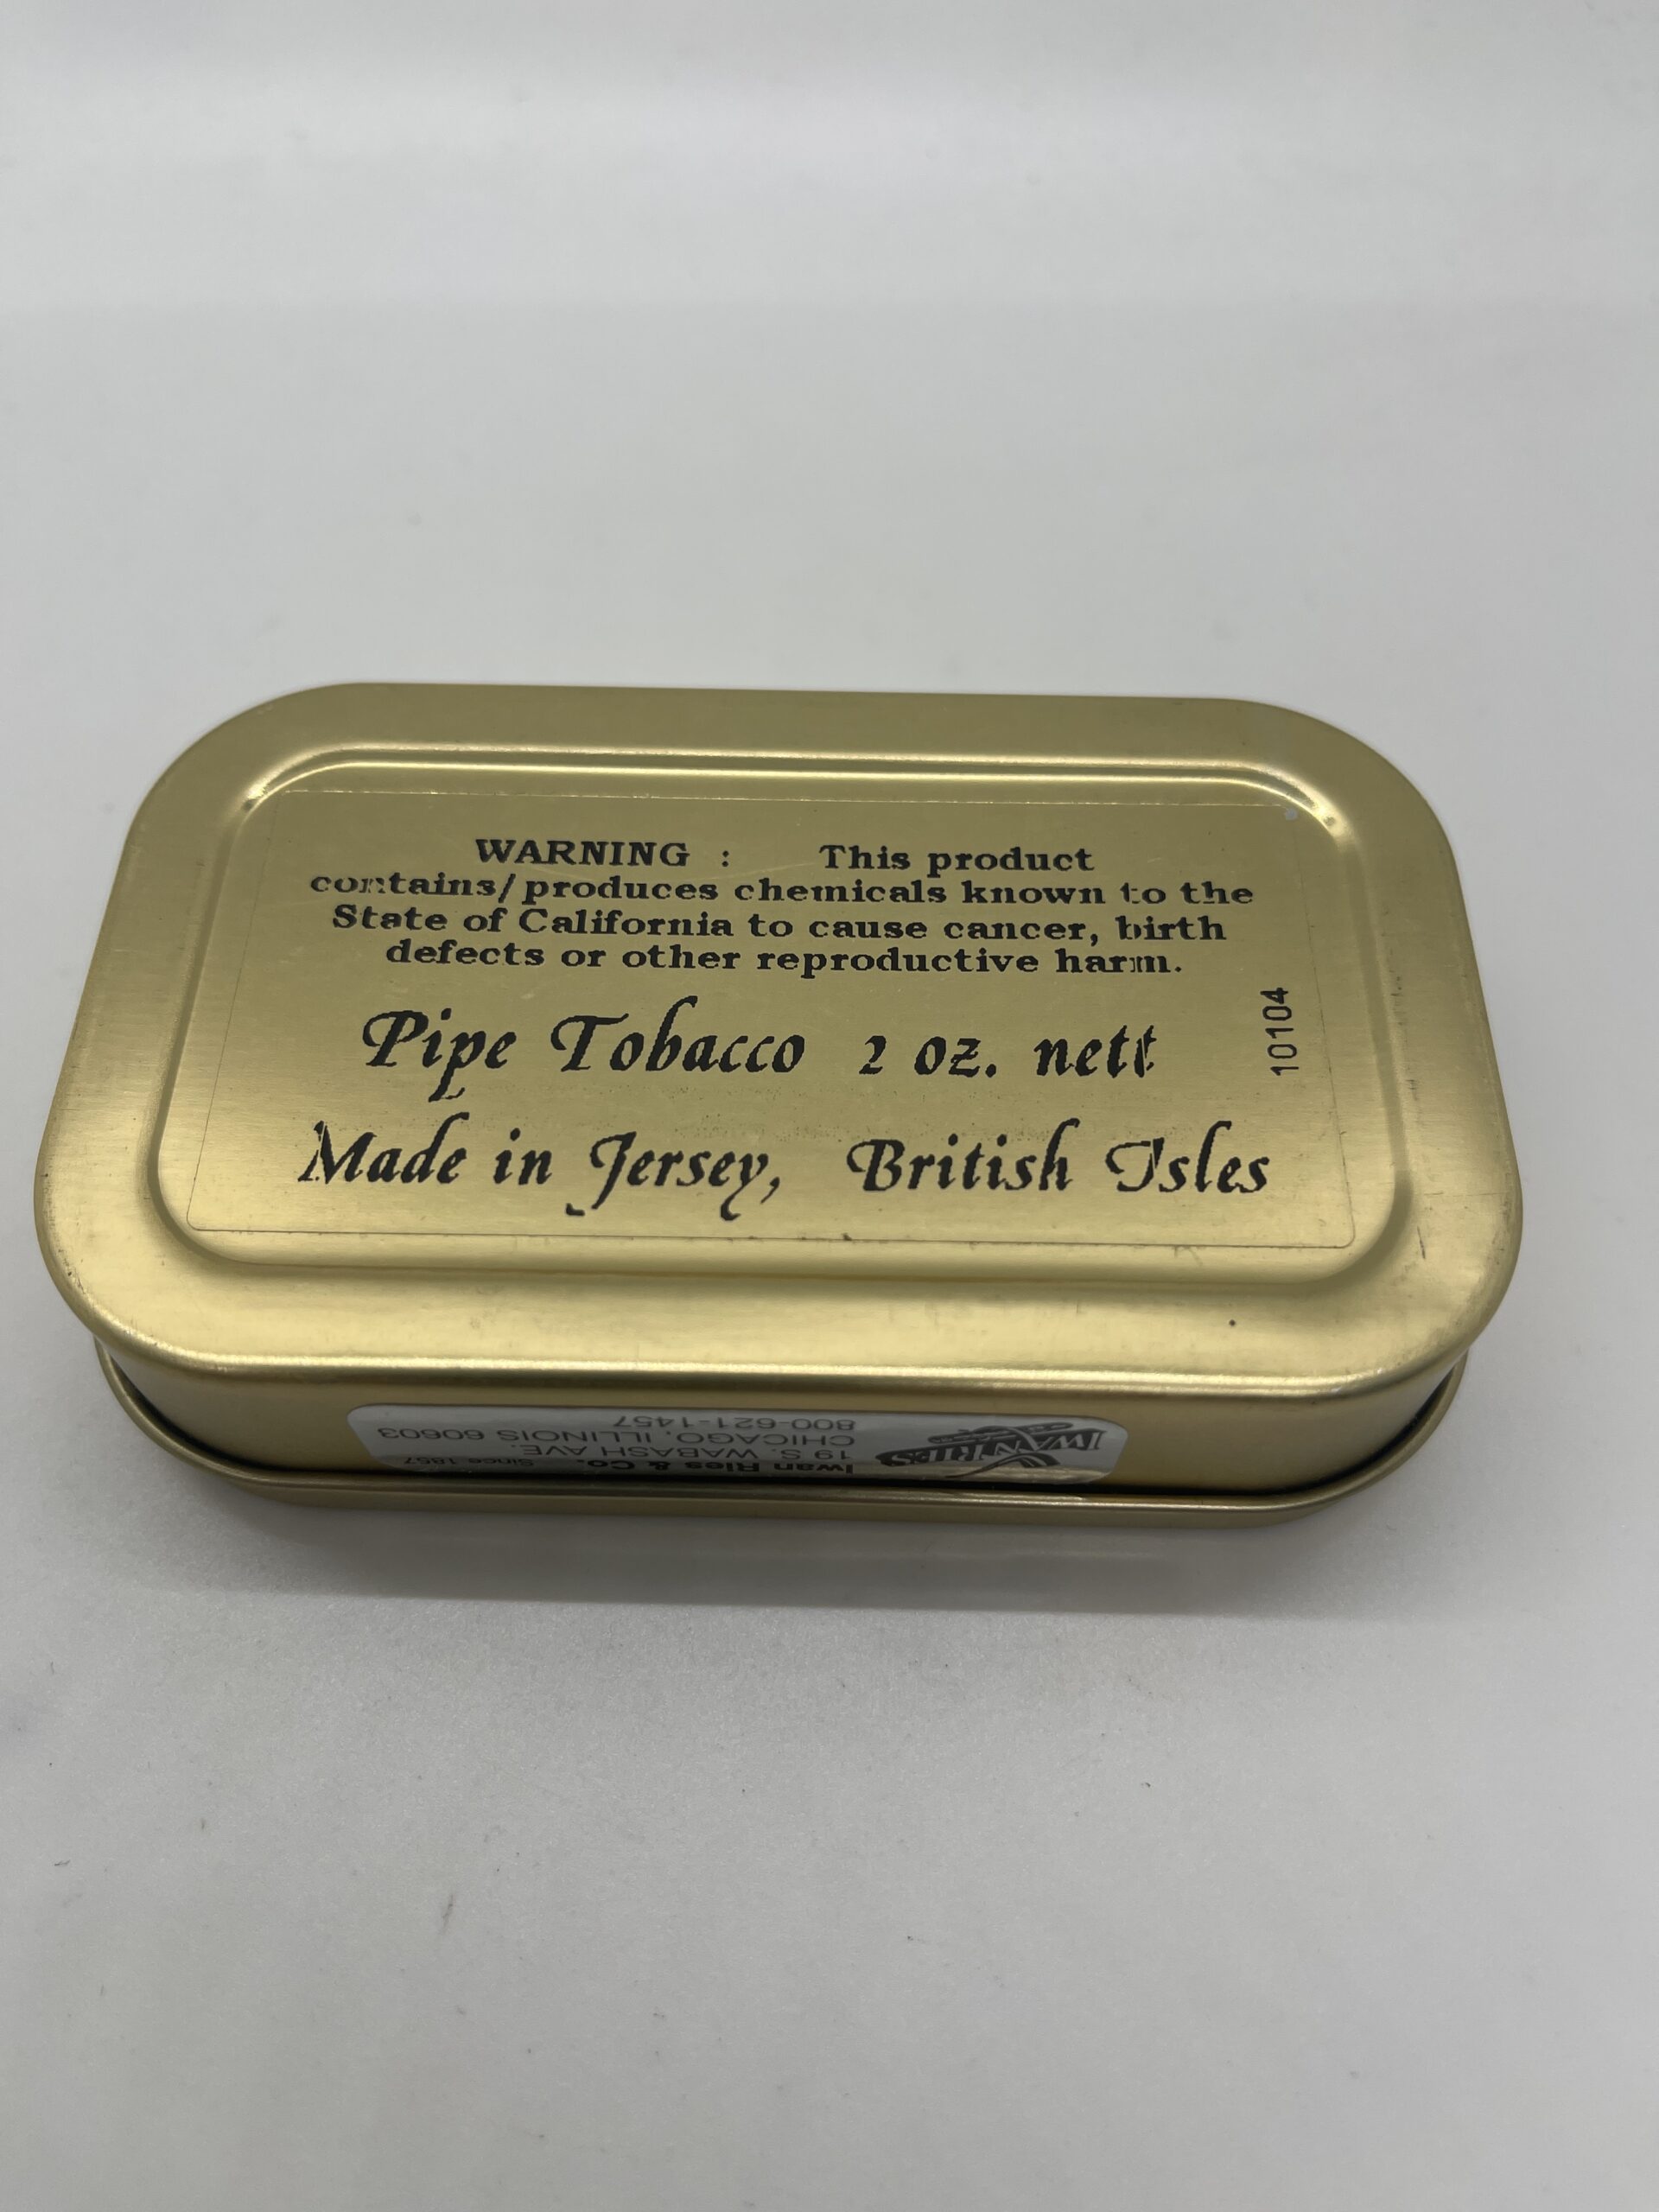 WARNING : This product
contains/produces chemicals known to the
State of California to cause cancer, birth
defects or other reproductive harm.
Pipe Tobacco 2 oz. nett
Made in Jersey, British Isles
10104
IWAN RIES
Iwan Ries & Co. Since 1857
19 S. WABASH AVE.
CHICAGO, ILLINOIS 60603
800-621-1457